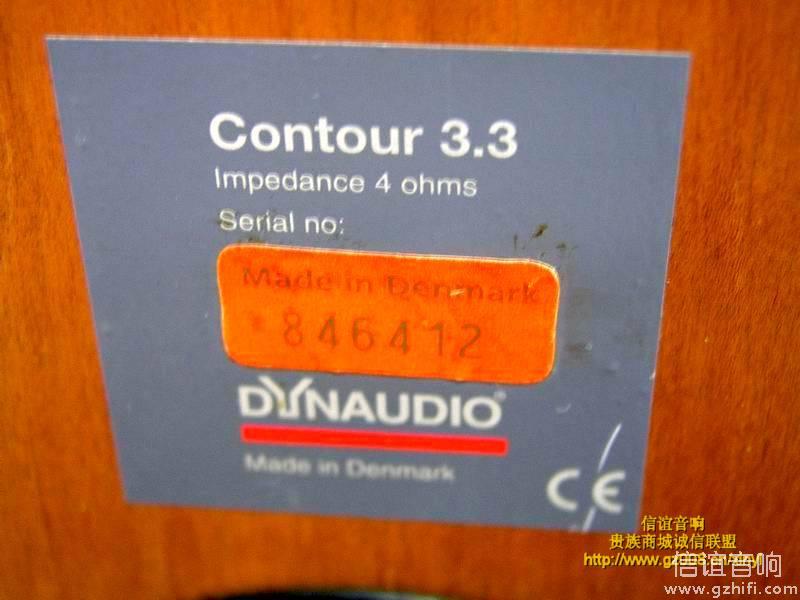 Contour 3.3
Impedance 4 ohms
Serial no:
Made in Denmark
846412
DYNAUDIO®
Made in Denmark
CE
信谊音响
贵族商城诚信联盟
信谊音响
www.gzhifi.com